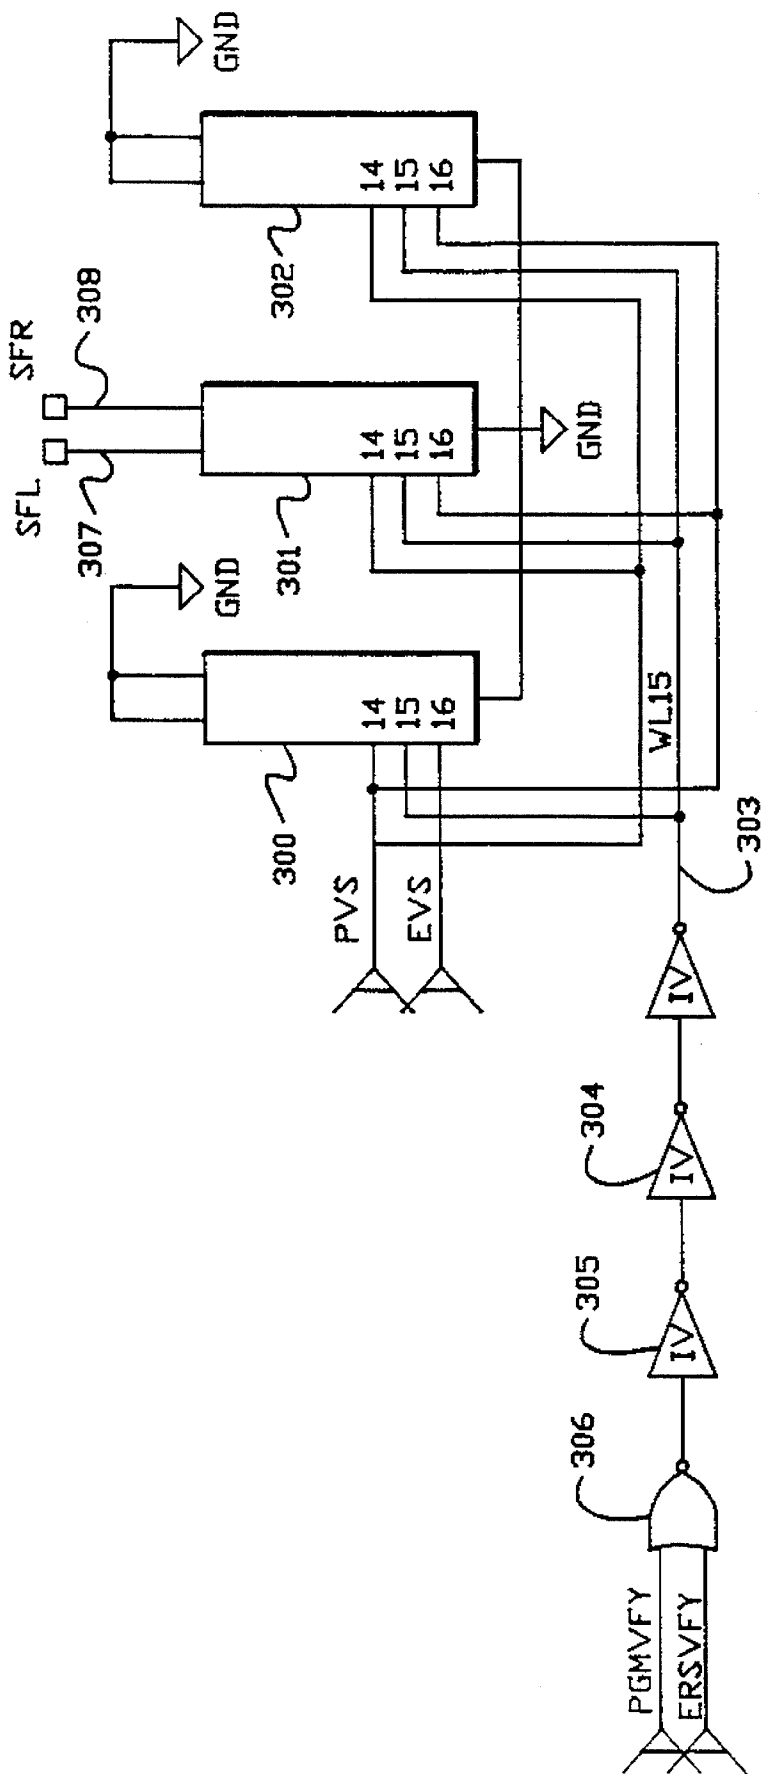 SFL SFR
307 308
GND GND
300 301 302
PVS
14 14 14
15 15 15
EVS
16 16 16
GND
306 305 304
PGMVFY
WL15
ERSVFY IV IV IV
303